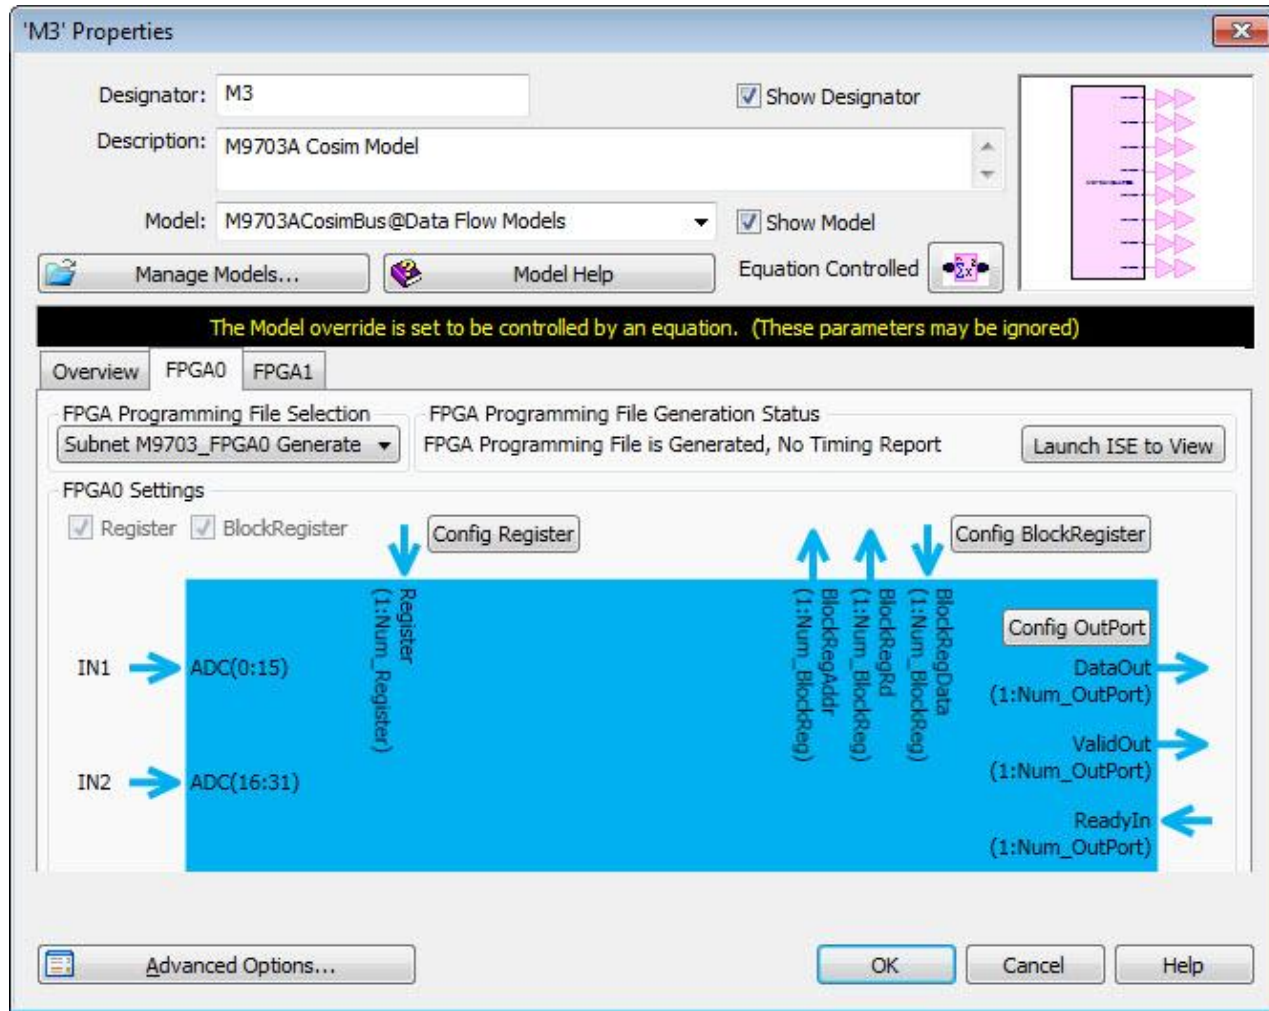 'M3' Properties
Designator: M3
Show Designator
Description: M9703A Cosim Model
Model: M9703ACosimBus@Data Flow Models
Show Model
Manage Models...
Model Help
Equation Controlled
The Model override is set to be controlled by an equation. (These parameters may be ignored)
Overview FPGA0 FPGA1
FPGA Programming File Selection
Subnet M9703_FPGA0 Generate
FPGA Programming File Generation Status
FPGA Programming File is Generated, No Timing Report
Launch ISE to View
FPGA0 Settings
Register BlockRegister
Config Register
Config BlockRegister
Register
(1:Num_Register)
BlockRegAddr
(1:Num_BlockReg)
BlockRegRd
(1:Num_BlockReg)
BlockRegData
(1:Num_BlockReg)
Config OutPort
IN1 ADC(0:15)
DataOut
(1:Num_OutPort)
ValidOut
(1:Num_OutPort)
IN2 ADC(16:31)
ReadyIn
(1:Num_OutPort)
Advanced Options...
OK
Cancel
Help